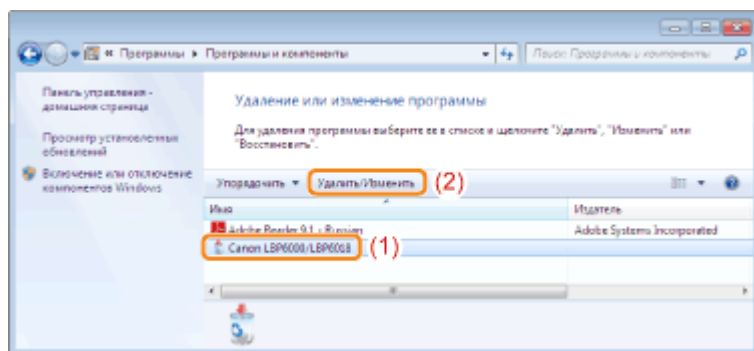 « Программы ▸ Программы и компоненты
Поиск: Программы и компоненты
Панель управления -
домашняя страница
Просмотр установленных
обновлений
Включение или отключение
компонентов Windows
Удаление или изменение программы
Для удаления программы выберите ее в списке и щелкните "Удалить", "Изменить" или
"Восстановить".
Упорядочить ▾ Удалить/Изменить (2)
Имя Издатель
Adobe Reader 9.1 - Russian Adobe Systems Incorporated
Canon LBP6000/LBP6018 (1)